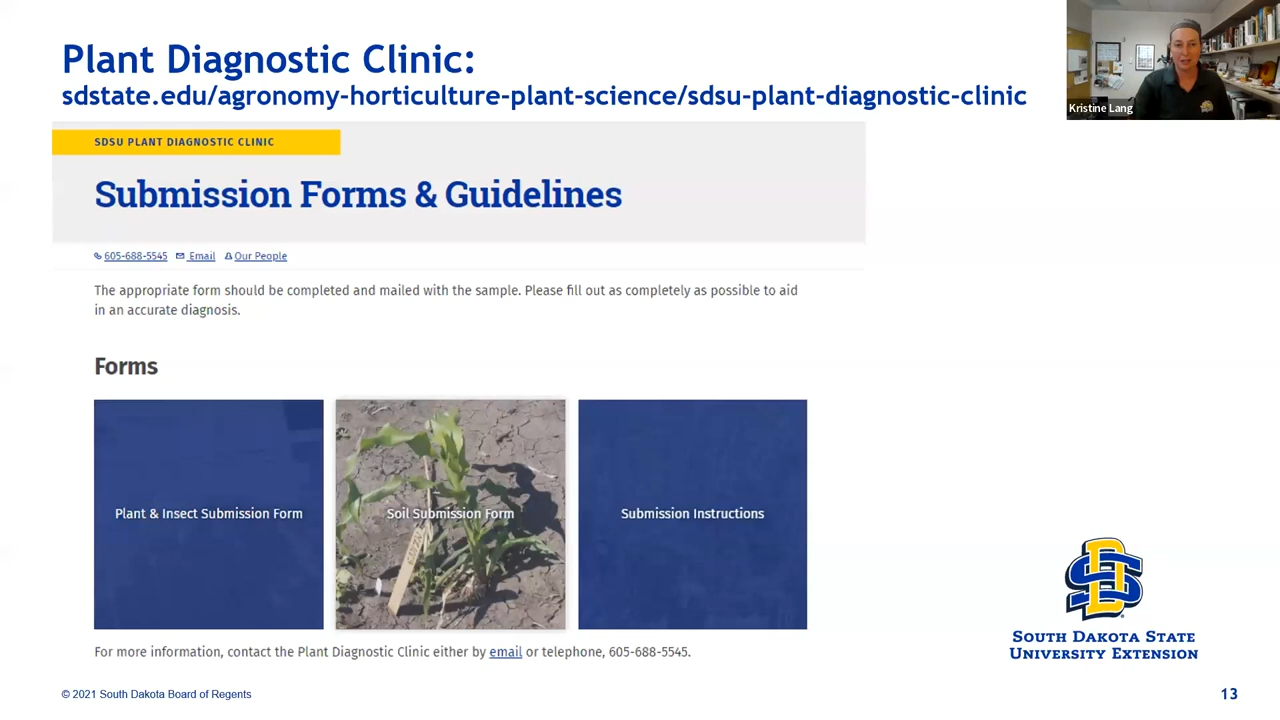 Plant Diagnostic Clinic:
sdstate.edu/agronomy-horticulture-plant-science/sdsu-plant-diagnostic-clinic
Kristine Lang
SDSU PLANT DIAGNOSTIC CLINIC
Submission Forms & Guidelines
605-688-5545 Email Our People
The appropriate form should be completed and mailed with the sample. Please fill out as completely as possible to aid
in an accurate diagnosis.
Forms
Plant & Insect Submission Form
Soil Submission Form
Submission Instructions
For more information, contact the Plant Diagnostic Clinic either by email or telephone, 605-688-5545.
SD
SOUTH DAKOTA STATE
UNIVERSITY EXTENSION
© 2021 South Dakota Board of Regents
13